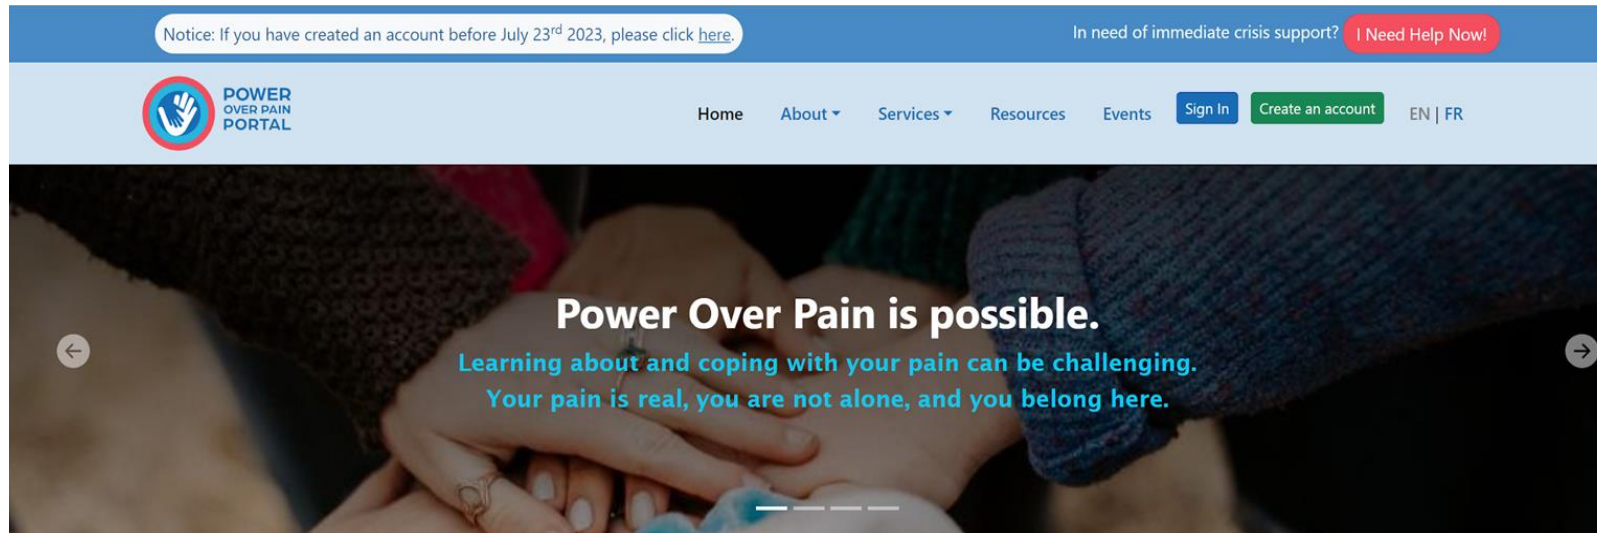 Notice: If you have created an account before July 23rd 2023, please click here.
In need of immediate crisis support? I Need Help Now!
POWER
OVER PAIN
PORTAL
Home About Services Resources Events Sign In Create an account EN | FR
Power Over Pain is possible.
Learning about and coping with your pain can be challenging.
Your pain is real, you are not alone, and you belong here.